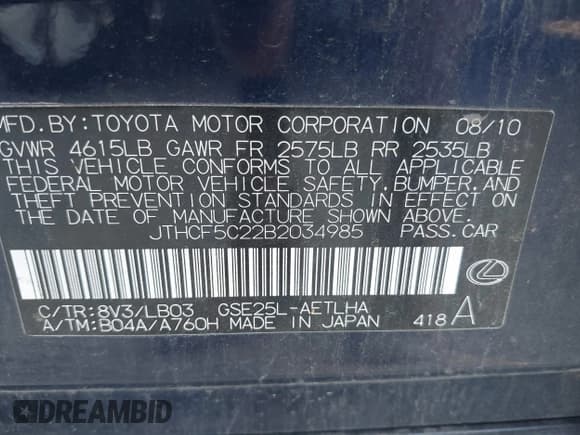 MFD.BY:TOYOTA MOTOR CORPORATION 08/10
GVWR 4615LB GAWR FR 2575LB RR 2535LB
THIS VEHICLE CONFORMS TO ALL APPLICABLE
FEDERAL MOTOR VEHICLE SAFETY,BUMPER,AND
THEFT PREVENTION STANDARDS IN EFFECT ON
THE DATE OF MANUFACTURE SHOWN ABOVE.
JTHCF5C22B2034985 PASS.CAR
C/TR:8V3/LB03 GSE25L-AETLHA
A/TM:B04A/A760H MADE IN JAPAN 418 A
DREAMBID